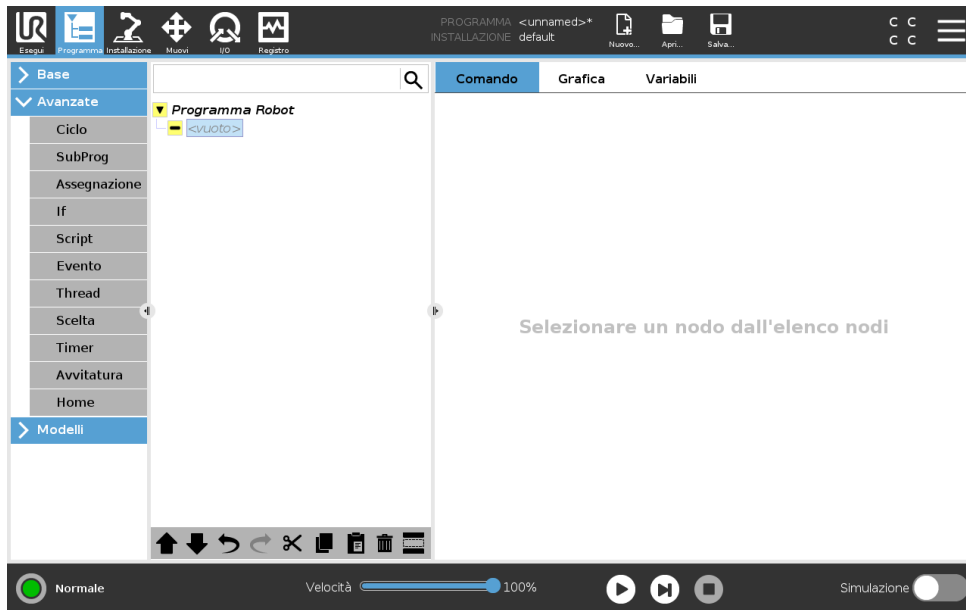 PROGRAMMA <unnamed>*
INSTALLAZIONE default
Esegui Programma Installazione Muovi I/O Registro
Nuovo... Apri... Salva...
C C
C C
Base
Avanzate
Ciclo
SubProg
Assegnazione
If
Script
Evento
Thread
Scelta
Timer
Avvitatura
Home
Modelli
Programma Robot
<vuoto>
Comando Grafica Variabili
Selezionare un nodo dall'elenco nodi
Normale
Velocità 100%
Simulazione